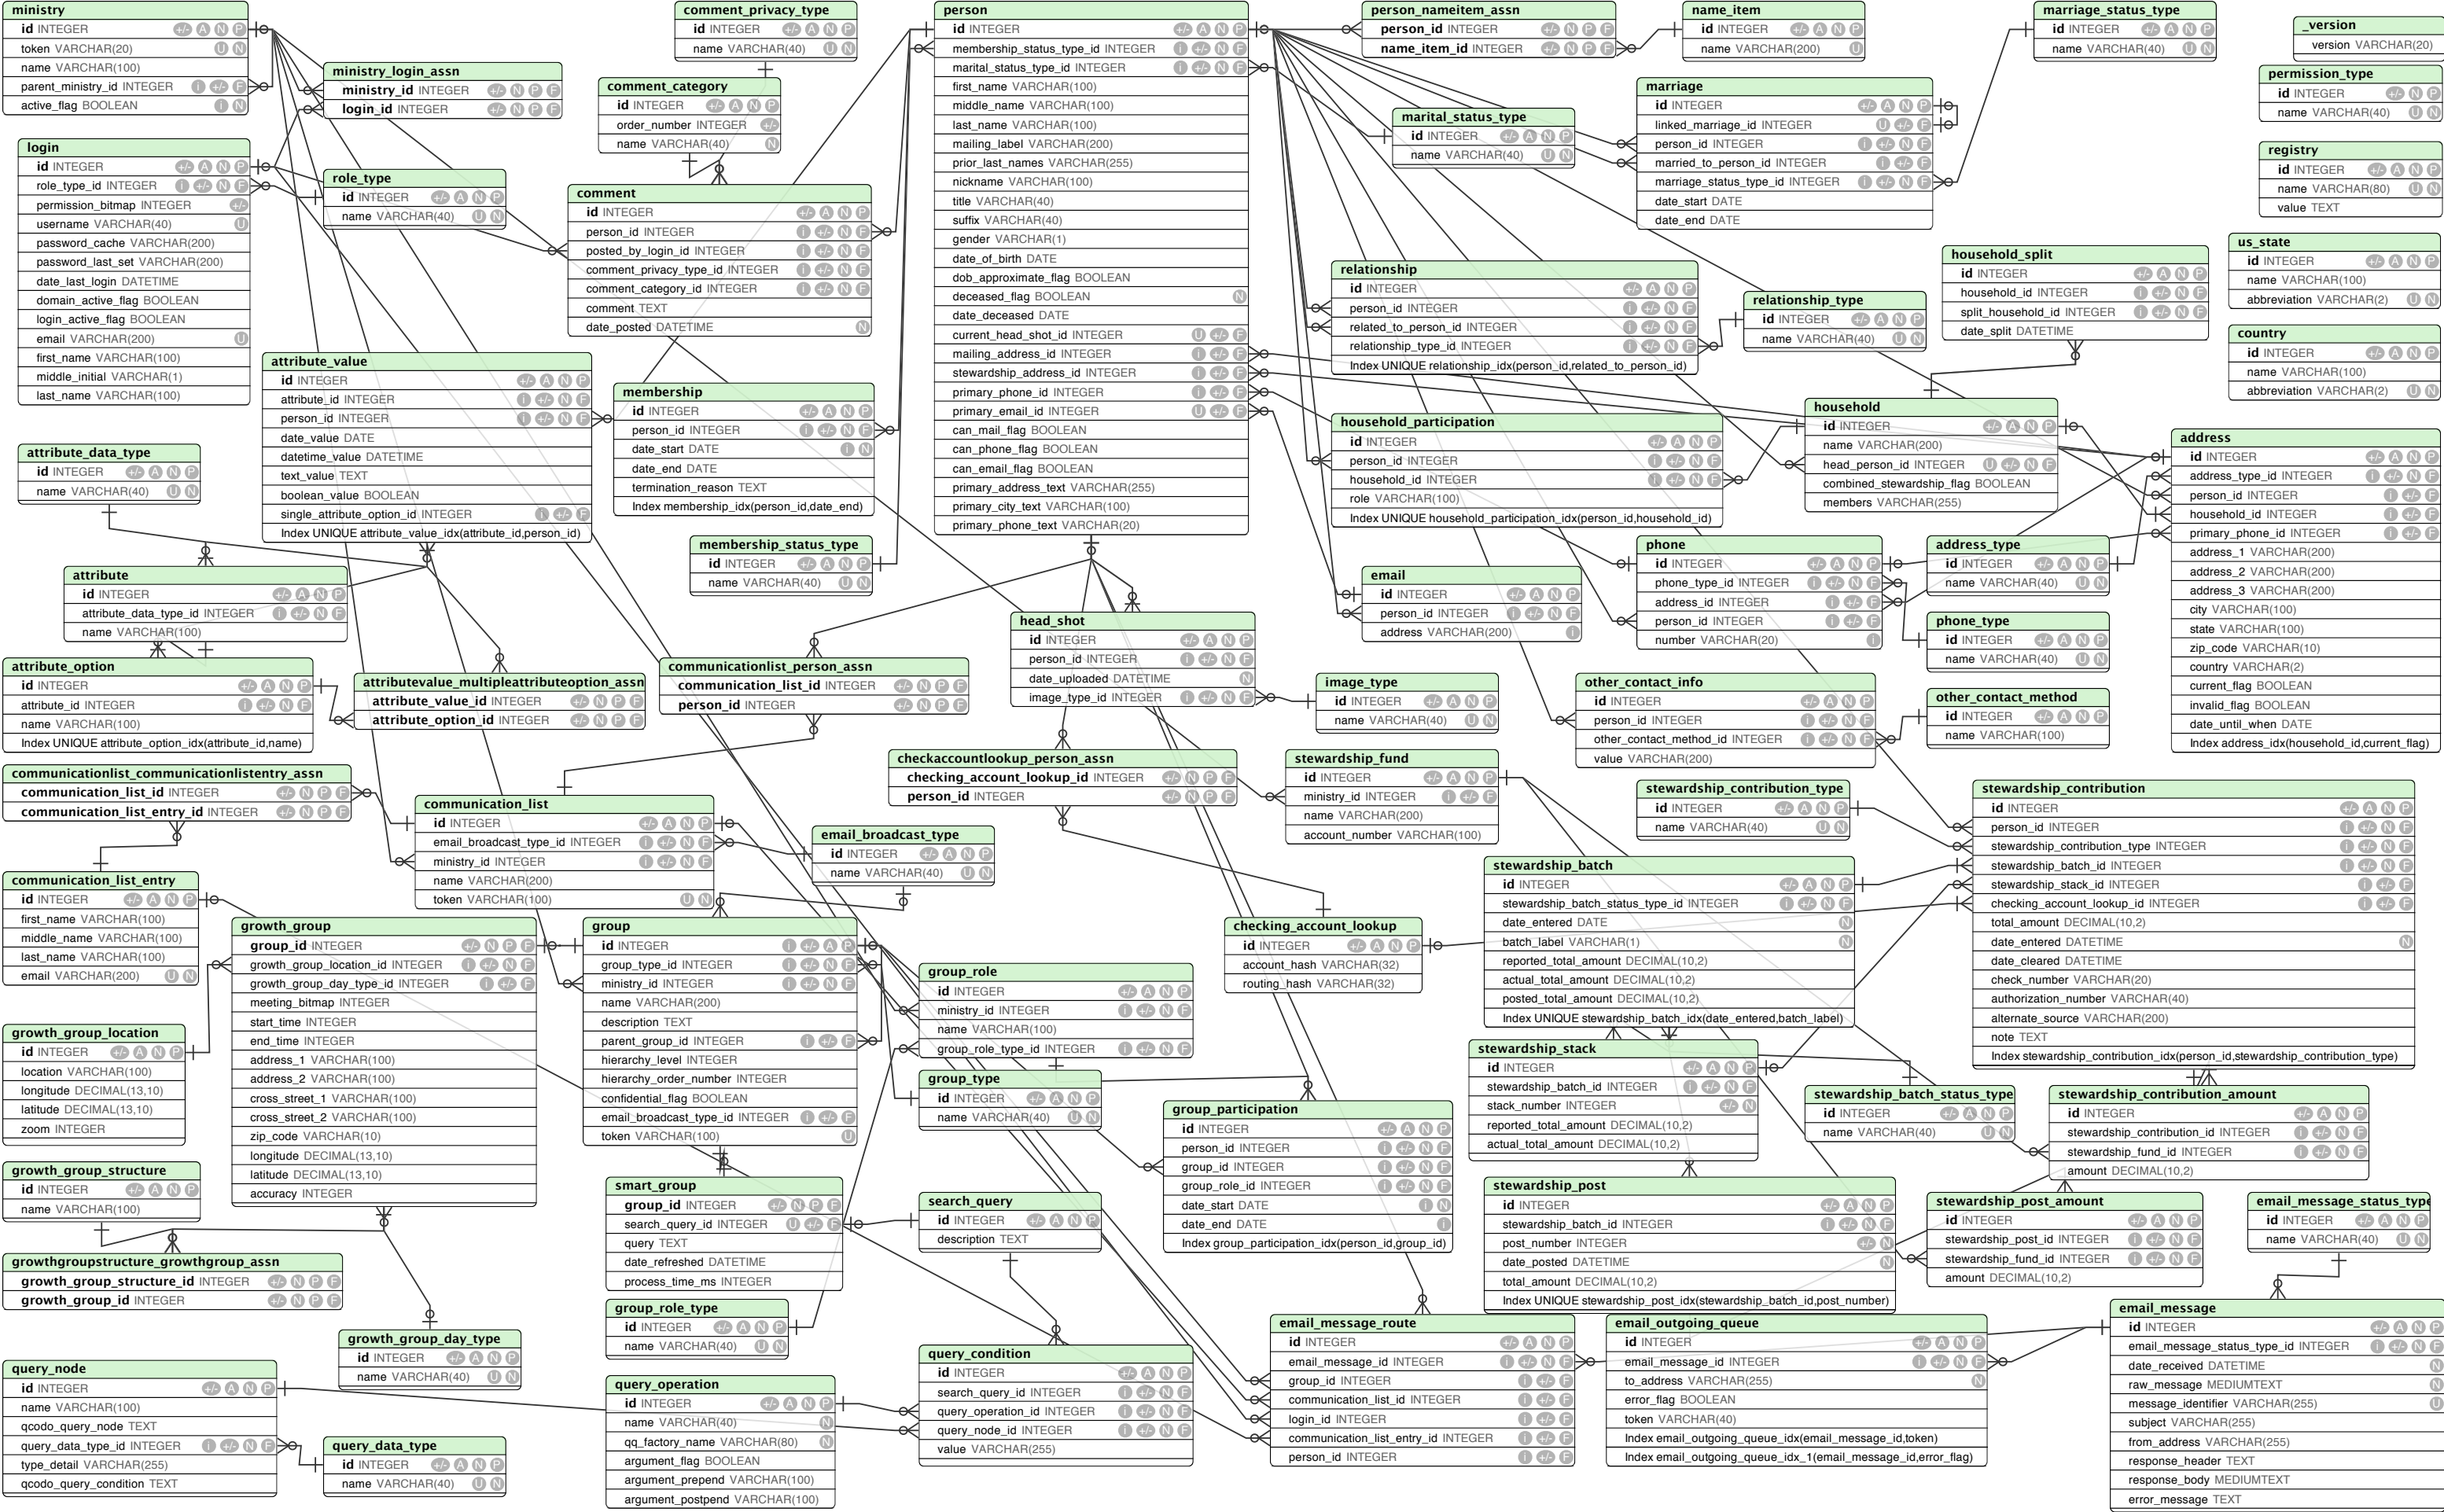 ministry
id INTEGER +/- A N P
token VARCHAR(20) U N
name VARCHAR(100)
parent_ministry_id INTEGER i +/- F
active_flag BOOLEAN i N
ministry_login_assn
ministry_id INTEGER +/- N P F
login_id INTEGER +/- N P F
login
id INTEGER +/- A N P
role_type_id INTEGER i +/- N F
permission_bitmap INTEGER +/-
username VARCHAR(40) U
password_cache VARCHAR(200)
password_last_set VARCHAR(200)
date_last_login DATETIME
domain_active_flag BOOLEAN
login_active_flag BOOLEAN
email VARCHAR(200) U
first_name VARCHAR(100)
middle_initial VARCHAR(1)
last_name VARCHAR(100)
role_type
id INTEGER +/- A N P
name VARCHAR(40) U N
comment_privacy_type
id INTEGER +/- A N P
name VARCHAR(40) U N
comment_category
id INTEGER +/- A N P
order_number INTEGER +/-
name VARCHAR(40) N
comment
id INTEGER +/- A N P
person_id INTEGER i +/- N F
posted_by_login_id INTEGER i +/- N F
comment_privacy_type_id INTEGER i +/- N F
comment_category_id INTEGER i +/- N F
comment TEXT
date_posted DATETIME N
person
id INTEGER +/- A N P
membership_status_type_id INTEGER i +/- N F
marital_status_type_id INTEGER i +/- N F
first_name VARCHAR(100)
middle_name VARCHAR(100)
last_name VARCHAR(100)
mailing_label VARCHAR(200)
prior_last_names VARCHAR(255)
nickname VARCHAR(100)
title VARCHAR(40)
suffix VARCHAR(40)
gender VARCHAR(1)
date_of_birth DATE
dob_approximate_flag BOOLEAN
deceased_flag BOOLEAN N
date_deceased DATE
current_head_shot_id INTEGER U +/- F
mailing_address_id INTEGER i +/- F
stewardship_address_id INTEGER i +/- F
primary_phone_id INTEGER i +/- F
primary_email_id INTEGER U +/- F
can_mail_flag BOOLEAN
can_phone_flag BOOLEAN
can_email_flag BOOLEAN
primary_address_text VARCHAR(255)
primary_city_text VARCHAR(100)
primary_phone_text VARCHAR(20)
person_nameitem_assn
person_id INTEGER +/- N P F
name_item_id INTEGER +/- N P F
name_item
id INTEGER +/- A N P
name VARCHAR(200) U
marriage_status_type
id INTEGER +/- A N P
name VARCHAR(40) U N
_version
version VARCHAR(20)
permission_type
id INTEGER +/- N P
name VARCHAR(40) U N
registry
id INTEGER +/- A N P
name VARCHAR(80) U N
value TEXT
us_state
id INTEGER +/- A N P
name VARCHAR(100)
abbreviation VARCHAR(2) U N
country
id INTEGER +/- A N P
name VARCHAR(100)
abbreviation VARCHAR(2) U N
marriage
id INTEGER +/- A N P
linked_marriage_id INTEGER U +/- F
person_id INTEGER i +/- N F
married_to_person_id INTEGER i +/- F
marriage_status_type_id INTEGER i +/- N F
date_start DATE
date_end DATE
marital_status_type
id INTEGER +/- A N P
name VARCHAR(40) U N
relationship
id INTEGER +/- A N P
person_id INTEGER i +/- N F
related_to_person_id INTEGER i +/- N F
relationship_type_id INTEGER i +/- N F
Index UNIQUE relationship_idx(person_id,related_to_person_id)
relationship_type
id INTEGER +/- A N P
name VARCHAR(40) U N
household_split
id INTEGER +/- A N P
household_id INTEGER i +/- N F
split_household_id INTEGER i +/- N F
date_split DATETIME
household
id INTEGER +/- A N P
name VARCHAR(200)
head_person_id INTEGER U +/- N F
combined_stewardship_flag BOOLEAN
members VARCHAR(255)
household_participation
id INTEGER +/- A N P
person_id INTEGER i +/- N F
household_id INTEGER i +/- N F
role VARCHAR(100)
Index UNIQUE household_participation_idx(person_id,household_id)
address
id INTEGER +/- A N P
address_type_id INTEGER i +/- N F
person_id INTEGER i +/- F
household_id INTEGER i +/- F
primary_phone_id INTEGER i +/- F
address_1 VARCHAR(200)
address_2 VARCHAR(200)
address_3 VARCHAR(200)
city VARCHAR(100)
state VARCHAR(100)
zip_code VARCHAR(10)
country VARCHAR(2)
current_flag BOOLEAN
invalid_flag BOOLEAN
date_until_when DATE
Index address_idx(household_id,current_flag)
attribute_value
id INTEGER +/- A N P
attribute_id INTEGER i +/- N F
person_id INTEGER i +/- N F
date_value DATE
datetime_value DATETIME
text_value TEXT
boolean_value BOOLEAN
single_attribute_option_id INTEGER i +/- F
Index UNIQUE attribute_value_idx(attribute_id,person_id)
membership
id INTEGER +/- A N P
person_id INTEGER i +/- N F
date_start DATE i N
date_end DATE
termination_reason TEXT
Index membership_idx(person_id,date_end)
membership_status_type
id INTEGER +/- A N P
name VARCHAR(40) U N
attribute_data_type
id INTEGER +/- A N P
name VARCHAR(40) U N
attribute
id INTEGER +/- A N P
attribute_data_type_id INTEGER i +/- N F
name VARCHAR(100)
attribute_option
id INTEGER +/- A N P
attribute_id INTEGER i +/- N F
name VARCHAR(100)
Index UNIQUE attribute_option_idx(attribute_id,name)
attributevalue_multipleattributeoption_assn
attribute_value_id INTEGER +/- N P F
attribute_option_id INTEGER +/- N P F
communicationlist_person_assn
communication_list_id INTEGER +/- N P F
person_id INTEGER +/- N P F
head_shot
id INTEGER +/- A N P
person_id INTEGER i +/- N F
date_uploaded DATETIME N
image_type_id INTEGER i +/- N F
image_type
id INTEGER +/- A N P
name VARCHAR(40) U N
email
id INTEGER +/- A N P
person_id INTEGER i +/- N F
address VARCHAR(200) i
phone
id INTEGER +/- A N P
phone_type_id INTEGER i +/- N F
address_id INTEGER i +/- F
person_id INTEGER i +/- F
number VARCHAR(20) i
address_type
id INTEGER +/- A N P
name VARCHAR(40) U N
phone_type
id INTEGER +/- A N P
name VARCHAR(40) U N
other_contact_info
id INTEGER +/- A N P
person_id INTEGER i +/- N F
other_contact_method_id INTEGER i +/- N F
value VARCHAR(200)
other_contact_method
id INTEGER +/- A N P
name VARCHAR(100)
communicationlist_communicationlistentry_assn
communication_list_id INTEGER +/- N P F
communication_list_entry_id INTEGER +/- N P F
communication_list
id INTEGER +/- A N P
email_broadcast_type_id INTEGER i +/- N F
ministry_id INTEGER i +/- N F
name VARCHAR(200)
token VARCHAR(100) U N
email_broadcast_type
id INTEGER +/- A N P
name VARCHAR(40) U N
checkaccountlookup_person_assn
checking_account_lookup_id INTEGER +/- N P F
person_id INTEGER +/- N P F
stewardship_fund
id INTEGER +/- A N P
ministry_id INTEGER i +/- F
name VARCHAR(200)
account_number VARCHAR(100)
stewardship_contribution_type
id INTEGER +/- A N P
name VARCHAR(40) U N
stewardship_contribution
id INTEGER +/- A N P
person_id INTEGER i +/- N F
stewardship_contribution_type INTEGER i +/- N F
stewardship_batch_id INTEGER i +/- N F
stewardship_stack_id INTEGER i +/- F
checking_account_lookup_id INTEGER i +/- F
total_amount DECIMAL(10,2)
date_entered DATETIME N
date_cleared DATETIME
check_number VARCHAR(20)
authorization_number VARCHAR(40)
alternate_source VARCHAR(200)
note TEXT
Index stewardship_contribution_idx(person_id,stewardship_contribution_type)
stewardship_batch
id INTEGER +/- A N P
stewardship_batch_status_type_id INTEGER i +/- N F
date_entered DATE N
batch_label VARCHAR(1) N
reported_total_amount DECIMAL(10,2)
actual_total_amount DECIMAL(10,2)
posted_total_amount DECIMAL(10,2)
Index UNIQUE stewardship_batch_idx(date_entered,batch_label)
communication_list_entry
id INTEGER +/- A N P
first_name VARCHAR(100)
middle_name VARCHAR(100)
last_name VARCHAR(100)
email VARCHAR(200) U N
growth_group
group_id INTEGER +/- N P F
growth_group_location_id INTEGER i +/- N F
growth_group_day_type_id INTEGER i +/- F
meeting_bitmap INTEGER
start_time INTEGER
end_time INTEGER
address_1 VARCHAR(100)
address_2 VARCHAR(100)
cross_street_1 VARCHAR(100)
cross_street_2 VARCHAR(100)
zip_code VARCHAR(10)
longitude DECIMAL(13,10)
latitude DECIMAL(13,10)
accuracy INTEGER
group
id INTEGER i +/- A P
group_type_id INTEGER i +/- N F
ministry_id INTEGER i +/- N F
name VARCHAR(200)
description TEXT
parent_group_id INTEGER i +/- F
hierarchy_level INTEGER
hierarchy_order_number INTEGER
confidential_flag BOOLEAN
email_broadcast_type_id INTEGER i +/- F
token VARCHAR(100) U
group_role
id INTEGER +/- A N P
ministry_id INTEGER i +/- N F
name VARCHAR(100)
group_role_type_id INTEGER i +/- N F
checking_account_lookup
id INTEGER +/- A N P
account_hash VARCHAR(32)
routing_hash VARCHAR(32)
growth_group_location
id INTEGER +/- A N P
location VARCHAR(100)
longitude DECIMAL(13,10)
latitude DECIMAL(13,10)
zoom INTEGER
group_type
id INTEGER +/- A N P
name VARCHAR(40) U N
group_participation
id INTEGER +/- A N P
person_id INTEGER i +/- N F
group_id INTEGER i +/- N F
group_role_id INTEGER i +/- N F
date_start DATE i N
date_end DATE i
Index group_participation_idx(person_id,group_id)
stewardship_stack
id INTEGER +/- A N P
stewardship_batch_id INTEGER i +/- N F
stack_number INTEGER +/- N
reported_total_amount DECIMAL(10,2)
actual_total_amount DECIMAL(10,2)
stewardship_batch_status_type
id INTEGER +/- A N P
name VARCHAR(40) U N
stewardship_contribution_amount
id INTEGER +/- A N P
stewardship_contribution_id INTEGER i +/- N F
stewardship_fund_id INTEGER i +/- N F
amount DECIMAL(10,2)
growth_group_structure
id INTEGER +/- A N P
name VARCHAR(100)
smart_group
group_id INTEGER +/- N P F
search_query_id INTEGER U +/- F
query TEXT
date_refreshed DATETIME
process_time_ms INTEGER
search_query
id INTEGER +/- A N P
description TEXT
stewardship_post
id INTEGER +/- A N P
stewardship_batch_id INTEGER i +/- N F
post_number INTEGER +/- N
date_posted DATETIME N
total_amount DECIMAL(10,2)
Index UNIQUE stewardship_post_idx(stewardship_batch_id,post_number)
stewardship_post_amount
id INTEGER +/- A N P
stewardship_post_id INTEGER i +/- N F
stewardship_fund_id INTEGER i +/- N F
amount DECIMAL(10,2)
email_message_status_type
id INTEGER +/- A N P
name VARCHAR(40) U N
growthgroupstructure_growthgroup_assn
growth_group_structure_id INTEGER +/- N P F
growth_group_id INTEGER +/- N P F
growth_group_day_type
id INTEGER +/- A N P
name VARCHAR(40) U N
group_role_type
id INTEGER +/- A N P
name VARCHAR(40) U N
query_node
id INTEGER +/- A N P
name VARCHAR(100)
qcodo_query_node TEXT
query_data_type_id INTEGER i +/- N F
type_detail VARCHAR(255)
qcodo_query_condition TEXT
query_data_type
id INTEGER +/- A N P
name VARCHAR(40) U N
query_operation
id INTEGER +/- A N P
name VARCHAR(40) N
qq_factory_name VARCHAR(80) N
argument_flag BOOLEAN
argument_prepend VARCHAR(100)
argument_postpend VARCHAR(100)
query_condition
id INTEGER +/- A N P
search_query_id INTEGER i +/- N F
query_operation_id INTEGER i +/- N F
query_node_id INTEGER i +/- N F
value VARCHAR(255)
email_message_route
id INTEGER +/- A N P
email_message_id INTEGER i +/- N F
group_id INTEGER i +/- F
communication_list_id INTEGER i +/- F
login_id INTEGER i +/- F
communication_list_entry_id INTEGER i +/- F
person_id INTEGER i +/- F
email_outgoing_queue
id INTEGER +/- A N P
email_message_id INTEGER i +/- N F
to_address VARCHAR(255) N
error_flag BOOLEAN
token VARCHAR(40)
Index email_outgoing_queue_idx(email_message_id,token)
Index email_outgoing_queue_idx_1(email_message_id,error_flag)
email_message
id INTEGER +/- A N P
email_message_status_type_id INTEGER i +/- N F
date_received DATETIME N
raw_message MEDIUMTEXT N
message_identifier VARCHAR(255) U
subject VARCHAR(255)
from_address VARCHAR(255)
response_header TEXT
response_body MEDIUMTEXT
error_message TEXT